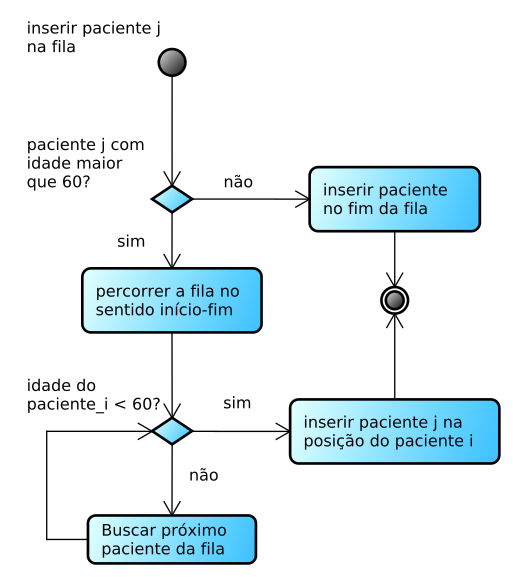 inserir paciente j
na fila
paciente j com
idade maior
que 60?
não
inserir paciente
no fim da fila
sim
percorrer a fila no
sentido início-fim
idade do
paciente_i < 60?
sim
inserir paciente j na
posição do paciente i
não
Buscar próximo
paciente da fila